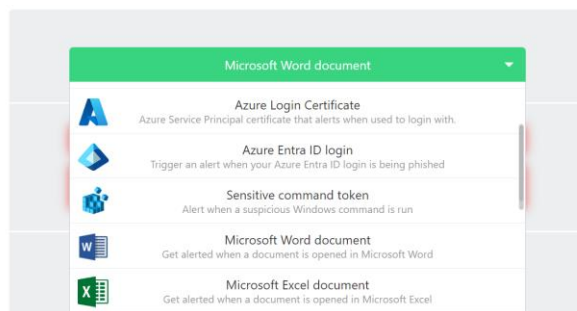 Microsoft Word document
Azure Login Certificate
Azure Service Principal certificate that alerts when used to login with.
Azure Entra ID login
Trigger an alert when your Azure Entra ID login is being phished
Sensitive command token
Alert when a suspicious Windows command is run
W
Microsoft Word document
Get alerted when a document is opened in Microsoft Word
X
Microsoft Excel document
Get alerted when a document is opened in Microsoft Excel